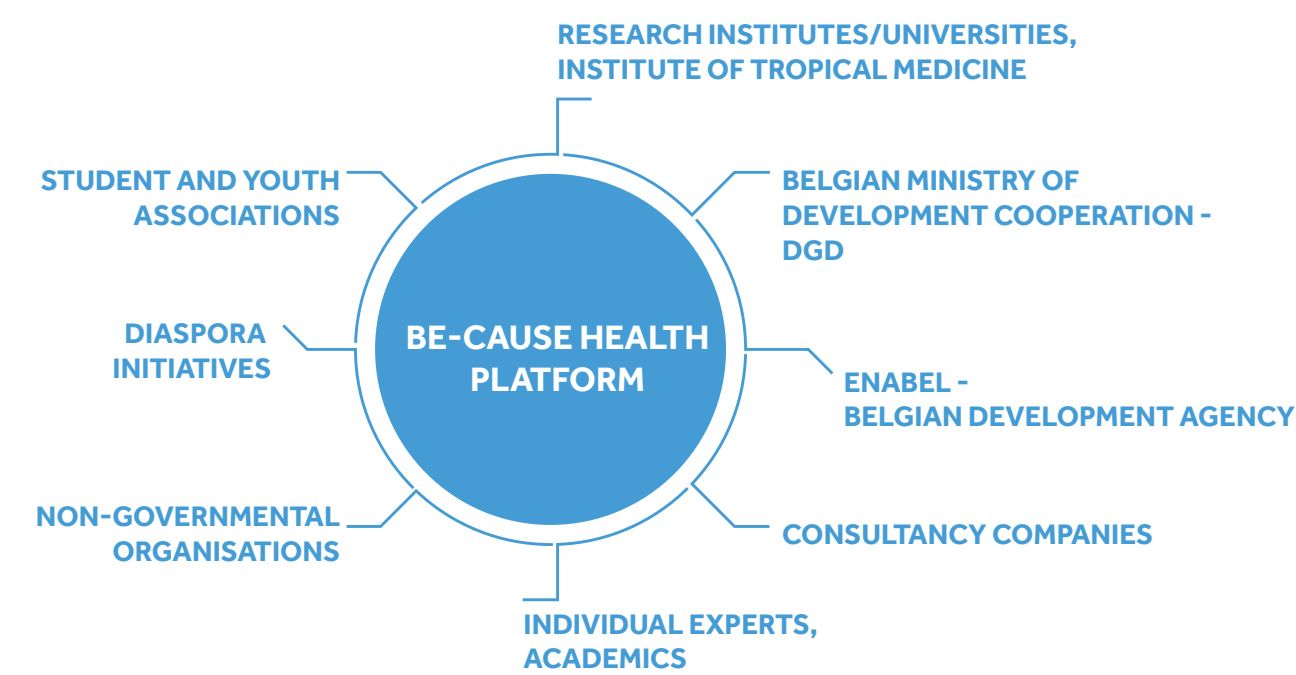 RESEARCH INSTITUTES/UNIVERSITIES,
INSTITUTE OF TROPICAL MEDICINE
STUDENT AND YOUTH
ASSOCIATIONS
BELGIAN MINISTRY OF
DEVELOPMENT COOPERATION -
DGD
DIASPORA
INITIATIVES
BE-CAUSE HEALTH
PLATFORM
ENABEL -
BELGIAN DEVELOPMENT AGENCY
NON-GOVERNMENTAL
ORGANISATIONS
CONSULTANCY COMPANIES
INDIVIDUAL EXPERTS,
ACADEMICS